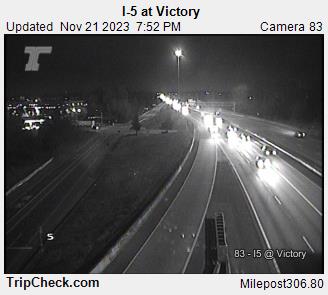 I-5 at Victory
Updated Nov 21 2023 7:52 PM Camera 83
T
S
83 - I5 @ Victory
TripCheck.com Milepost306.80